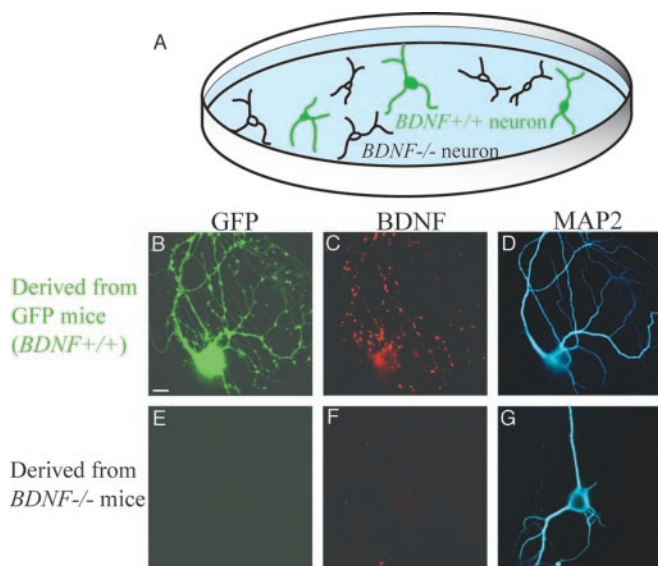 A
BDNF+/+ neuron
BDNF-/- neuron
GFP BDNF MAP2
B C D
Derived from
GFP mice
(BDNF+/+)
E F G
Derived from
BDNF-/- mice